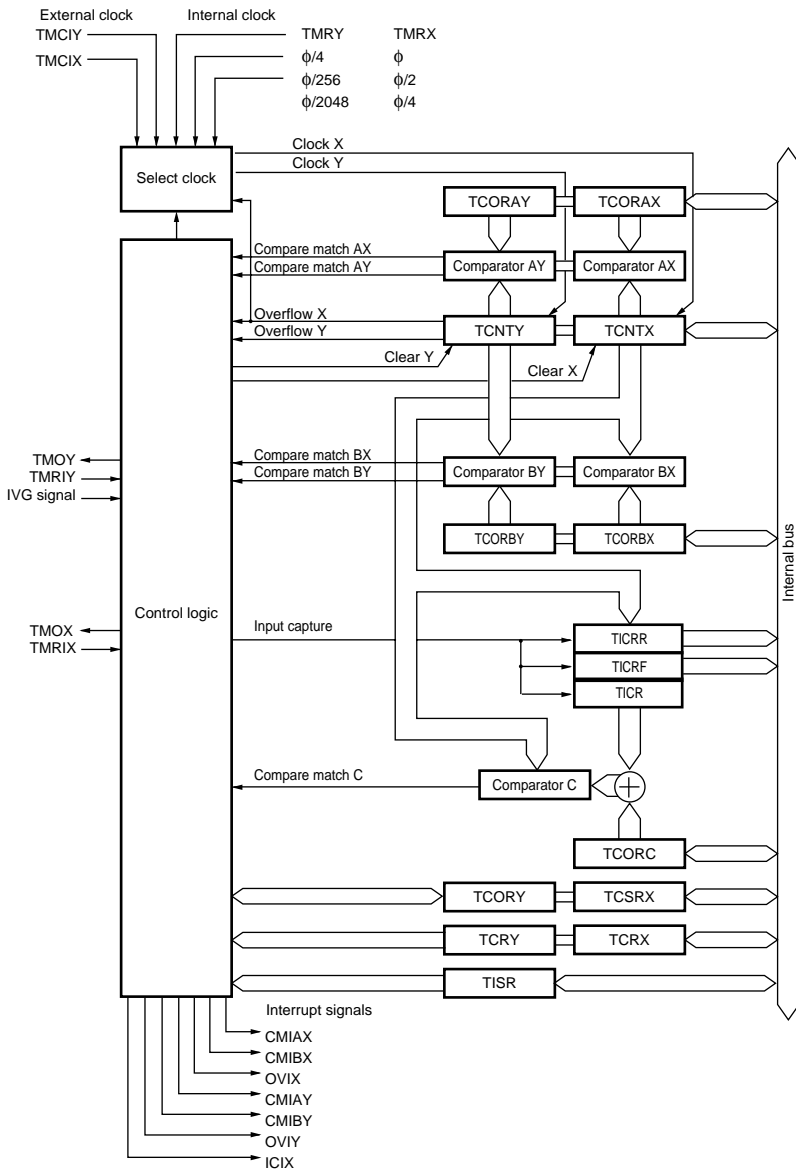 External clock Internal clock
TMCIY TMRY TMRX
TMCIX ϕ/4 ϕ
ϕ/256 ϕ/2
ϕ/2048 ϕ/4
Clock X
Clock Y
Select clock
TCORAY TCORAX
Compare match AX
Compare match AY
Comparator AY Comparator AX
Overflow X
Overflow Y
TCNTY TCNTX
Clear Y
Clear X
Compare match BX
Compare match BY
Comparator BY Comparator BX
TMOY
TMRIY
IVG signal
TCORBY TCORBX
Internal bus
Control logic
TMOX
TMRIX
Input capture
TICRR
TICRF
TICR
Compare match C
Comparator C
+
TCORC
TCORY TCSRX
TCRY TCRX
TISR
Interrupt signals
CMIAX
CMIBX
OVIX
CMIAY
CMIBY
OVIY
ICIX